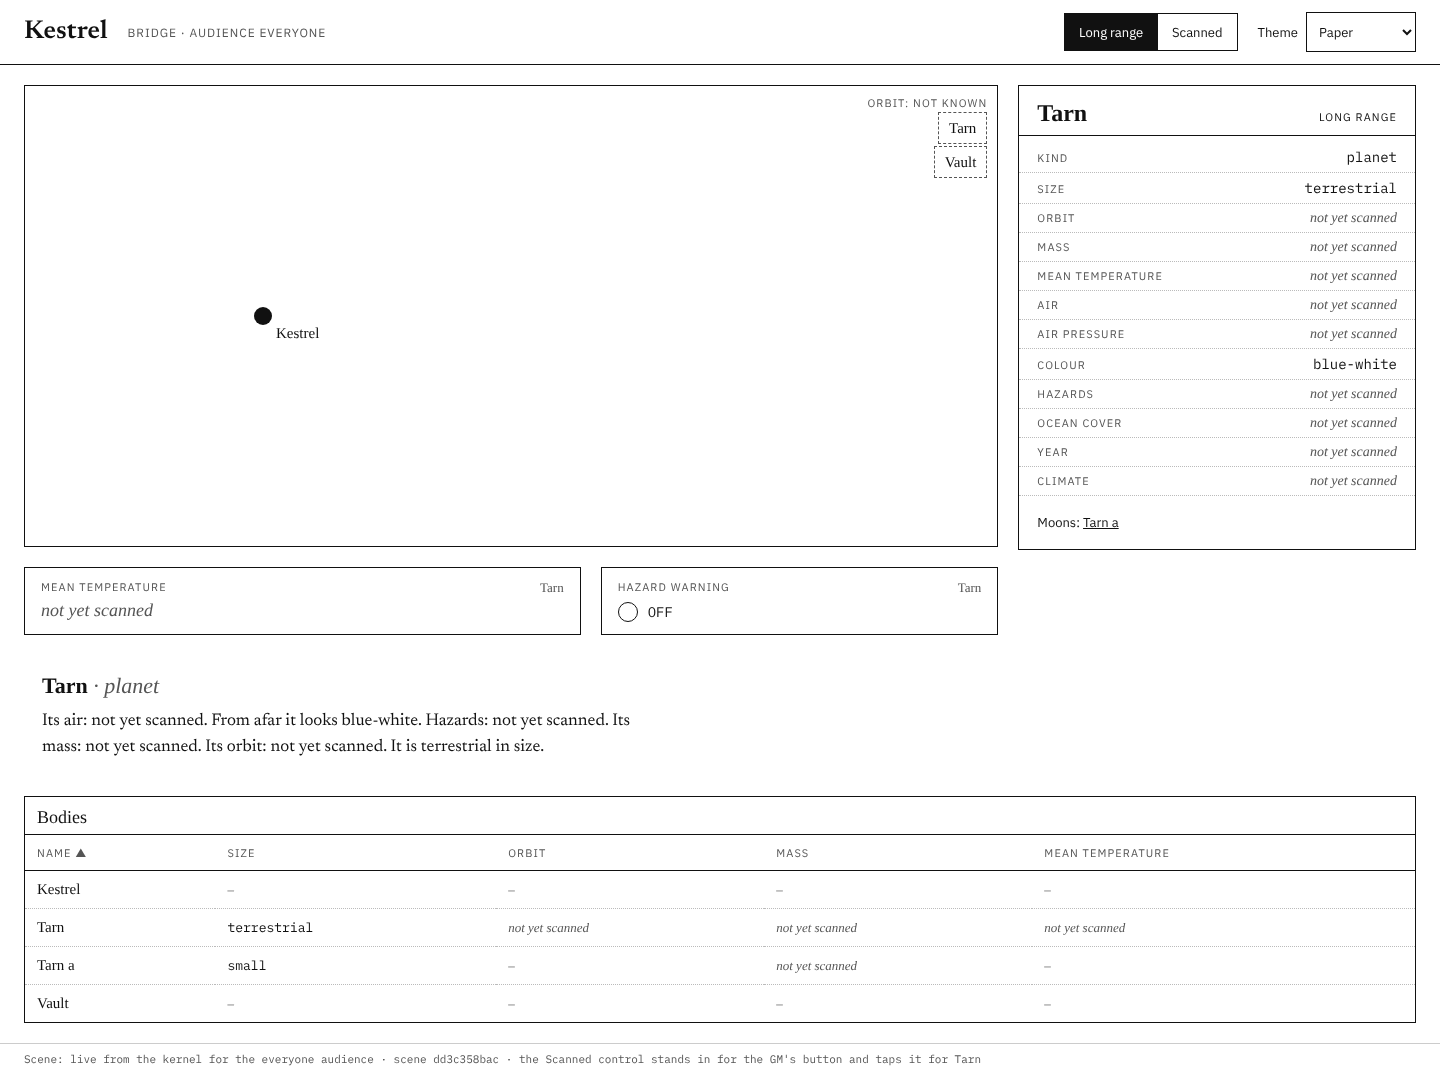 Kestrel BRIDGE · AUDIENCE EVERYONE Long range Scanned Theme Paper
ORBIT: NOT KNOWN
Tarn
Vault
Kestrel
Tarn LONG RANGE
KIND planet
SIZE terrestrial
ORBIT not yet scanned
MASS not yet scanned
MEAN TEMPERATURE not yet scanned
AIR not yet scanned
AIR PRESSURE not yet scanned
COLOUR blue-white
HAZARDS not yet scanned
OCEAN COVER not yet scanned
YEAR not yet scanned
CLIMATE not yet scanned
Moons: Tarn a
MEAN TEMPERATURE Tarn
not yet scanned
HAZARD WARNING Tarn
OFF
Tarn · planet
Its air: not yet scanned. From afar it looks blue-white. Hazards: not yet scanned. Its
mass: not yet scanned. Its orbit: not yet scanned. It is terrestrial in size.
Bodies
NAME ▲ SIZE ORBIT MASS MEAN TEMPERATURE
Kestrel – – – –
Tarn terrestrial not yet scanned not yet scanned not yet scanned
Tarn a small – not yet scanned –
Vault – – – –
Scene: live from the kernel for the everyone audience · scene dd3c358bac · the Scanned control stands in for the GM's button and taps it for Tarn